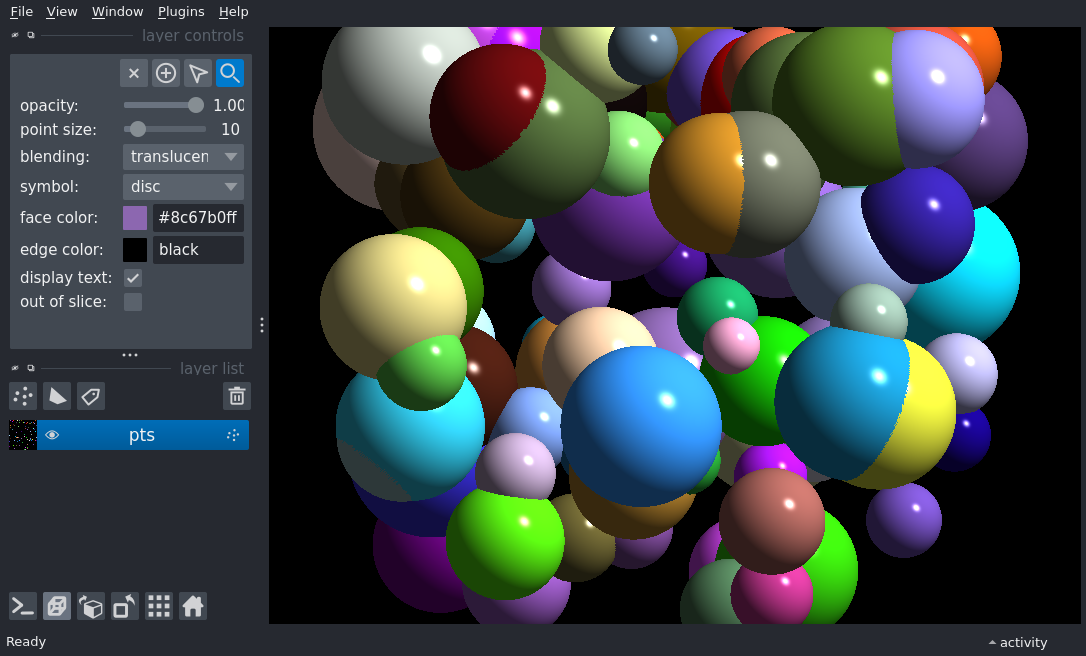 File View Window Plugins Help
layer controls
opacity: 1.00
point size: 10
blending: translucen
symbol: disc
face color: #8c67b0ff
edge color: black
display text:
out of slice:
layer list
pts
Ready activity